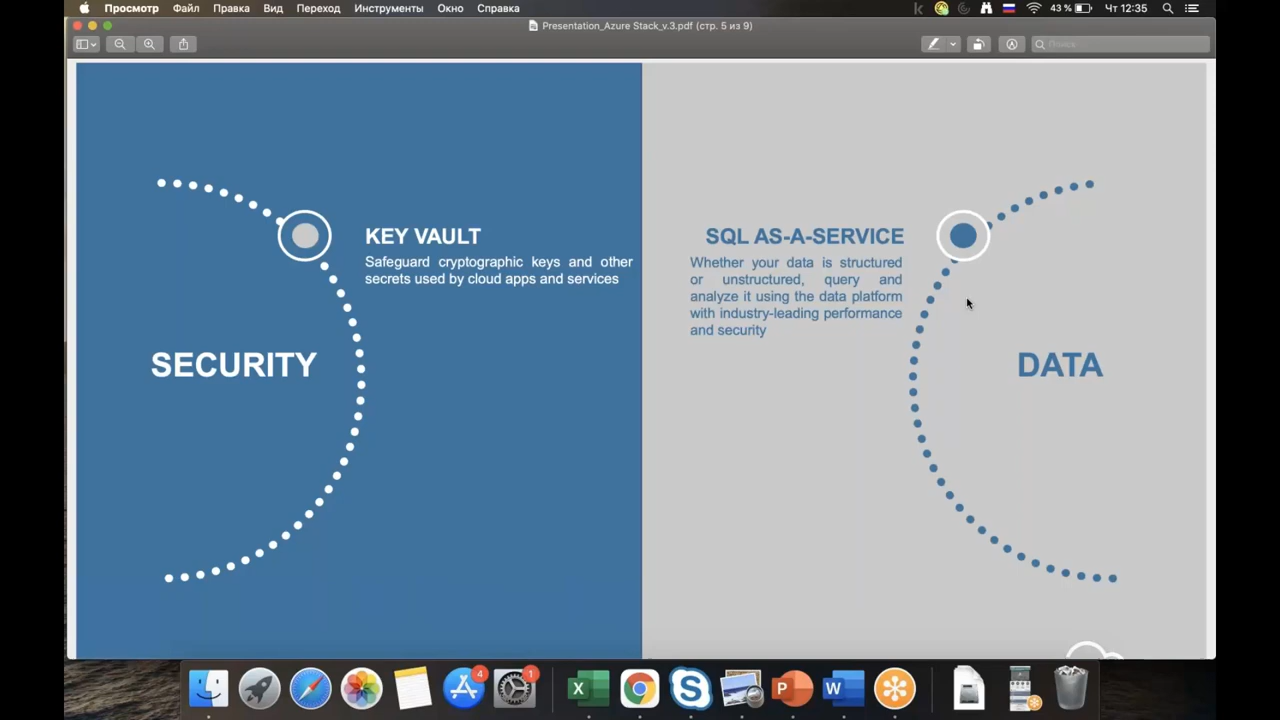 Просмотр Файл Правка Вид Переход Инструменты Окно Справка
43 % Чт 12:35
Presentation_Azure Stack_v.3.pdf (стр. 5 из 9)
Поиск
KEY VAULT
Safeguard cryptographic keys and other
secrets used by cloud apps and services
SECURITY
SQL AS-A-SERVICE
Whether your data is structured
or unstructured, query and
analyze it using the data platform
with industry-leading performance
and security
DATA
4
1
X
S
P
W